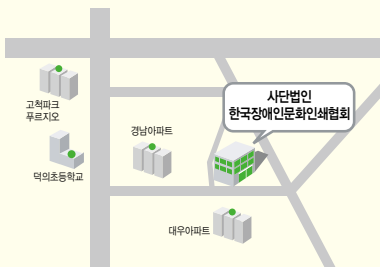 사단법인
한국장애인문화인쇄협회
고척파크
푸르지오
경남아파트
덕의초등학교
대우아파트